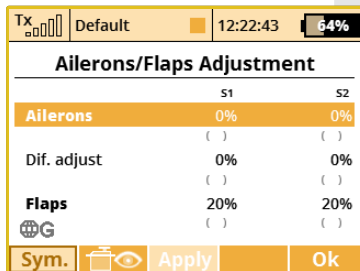 Tx Default 12:22:43 64%
Ailerons/Flaps Adjustment
S1 S2
Ailerons 0% 0%
( ) ( )
Dif. adjust 0% 0%
( ) ( )
Flaps 20% 20%
G ( ) ( )
Sym. Apply Ok